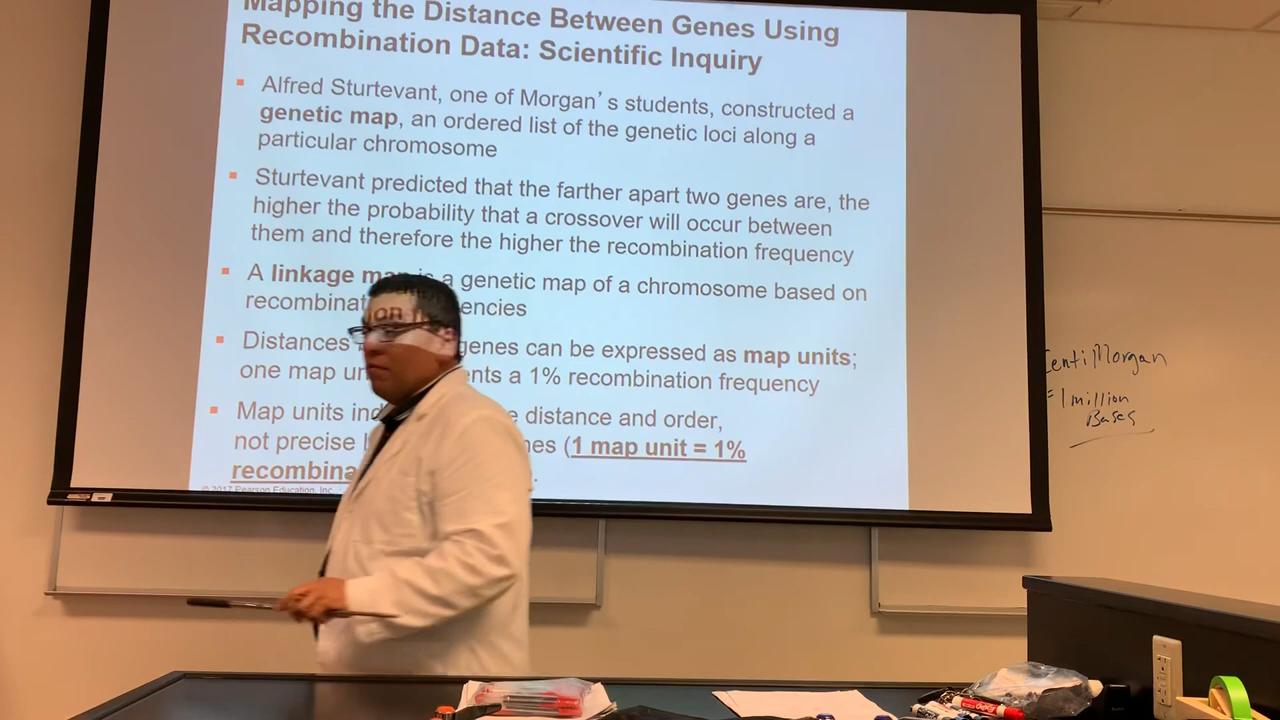 Mapping the Distance Between Genes Using
Recombination Data: Scientific Inquiry
Alfred Sturtevant, one of Morgan’s students, constructed a
genetic map, an ordered list of the genetic loci along a
particular chromosome
Sturtevant predicted that the farther apart two genes are, the
higher the probability that a crossover will occur between
them and therefore the higher the recombination frequency
A linkage map is a genetic map of a chromosome based on
recombinat encies
Distances genes can be expressed as map units;
one map un nts a 1% recombination frequency
Map units ind e distance and order,
not precise l nes (1 map unit = 1%
recombina .
© 2017 Pearson Education, Inc.
CentiMorgan
= 1 million
Bases